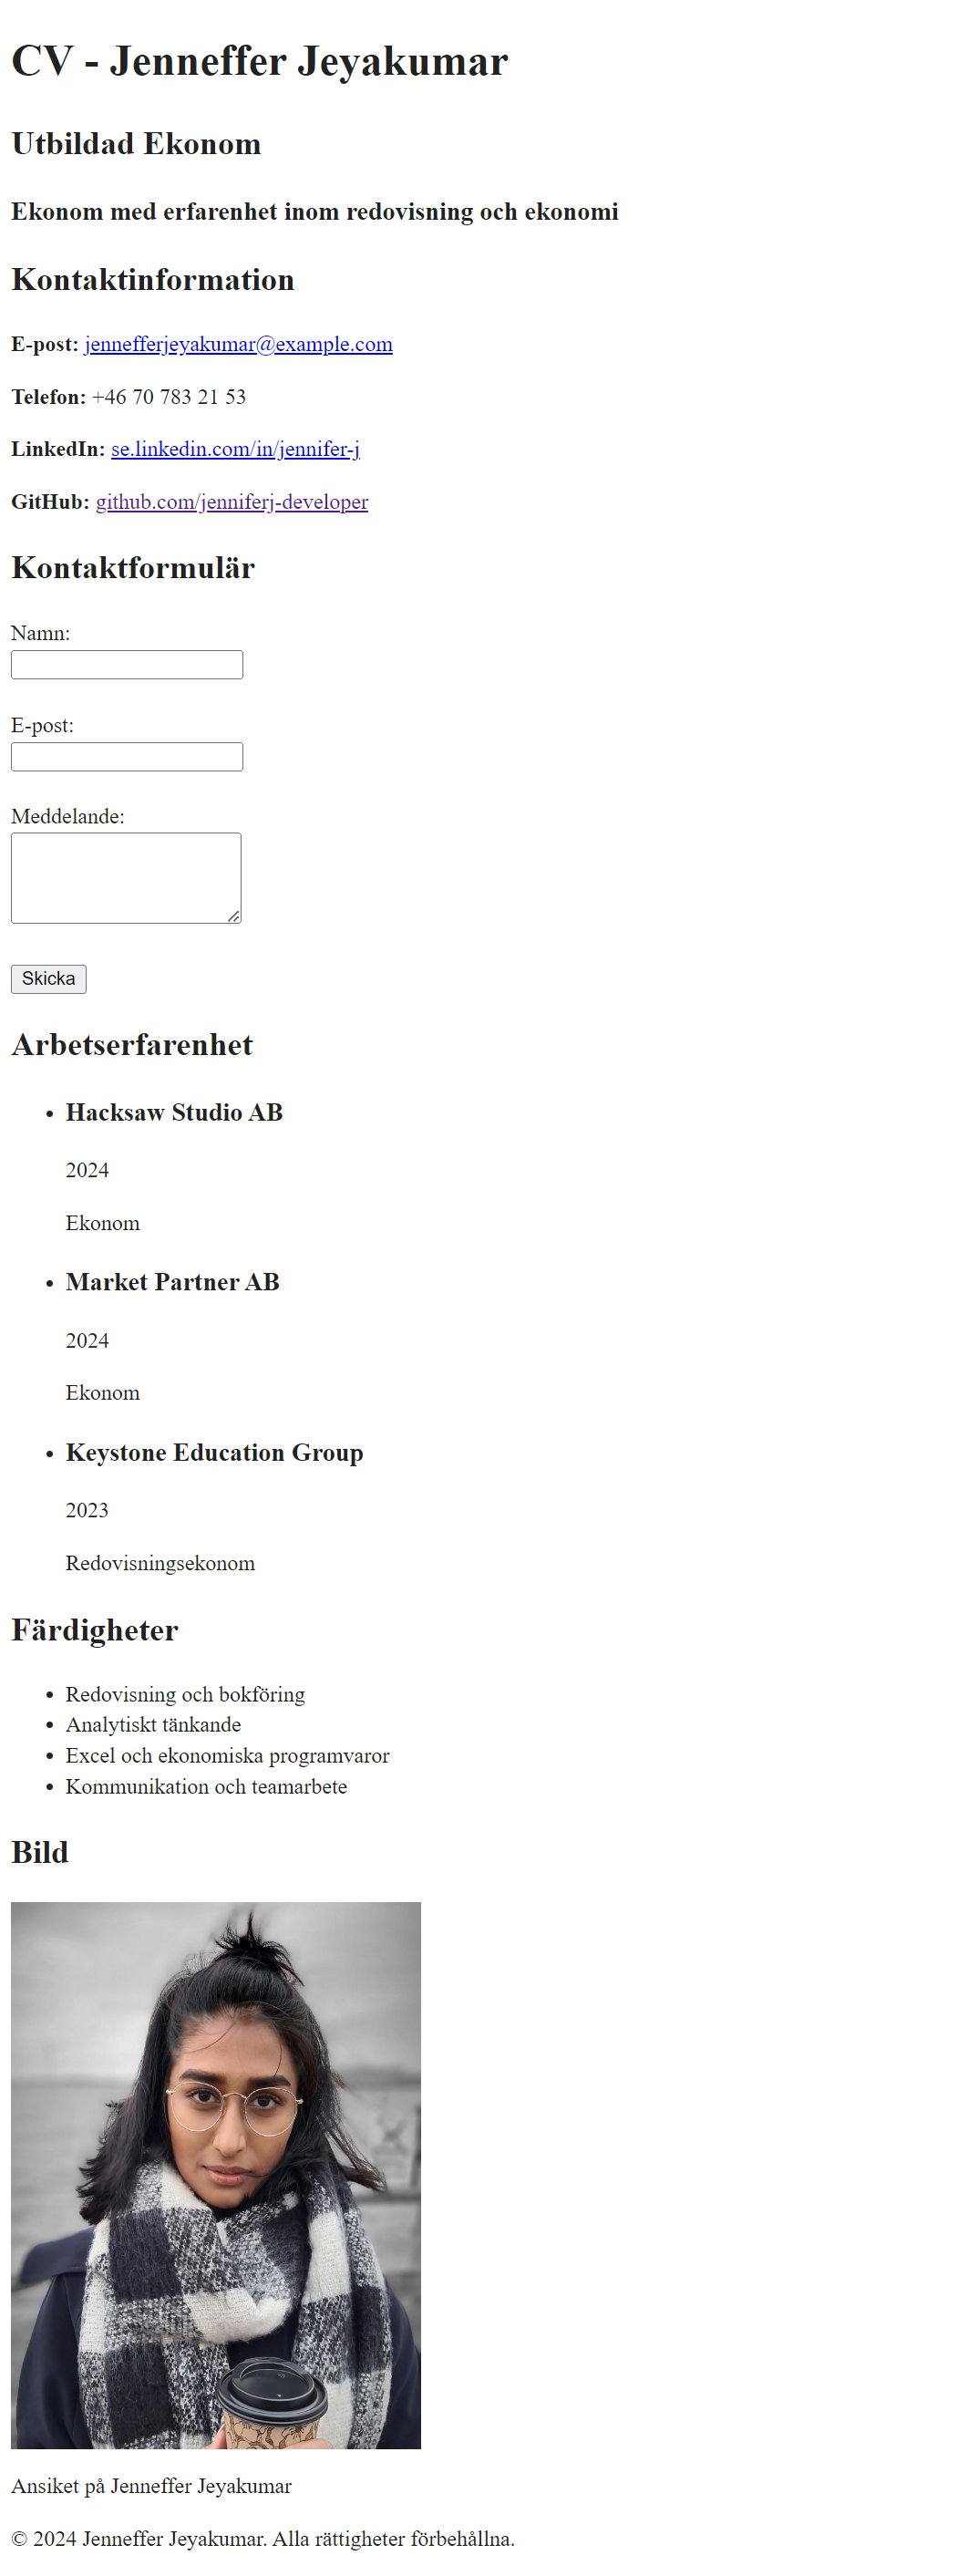 CV - Jenneffer Jeyakumar
Utbildad Ekonom
Ekonom med erfarenhet inom redovisning och ekonomi
Kontaktinformation
E-post: jennefferjeyakumar@example.com
Telefon: +46 70 783 21 53
LinkedIn: se.linkedin.com/in/jennifer-j
GitHub: github.com/jenniferj-developer
Kontaktformulär
Namn:
E-post:
Meddelande:
Skicka
Arbetserfarenhet
Hacksaw Studio AB
2024
Ekonom
Market Partner AB
2024
Ekonom
Keystone Education Group
2023
Redovisningsekonom
Färdigheter
Redovisning och bokföring
Analytiskt tänkande
Excel och ekonomiska programvaror
Kommunikation och teamarbete
Bild
Ansiket på Jenneffer Jeyakumar
© 2024 Jenneffer Jeyakumar. Alla rättigheter förbehållna.